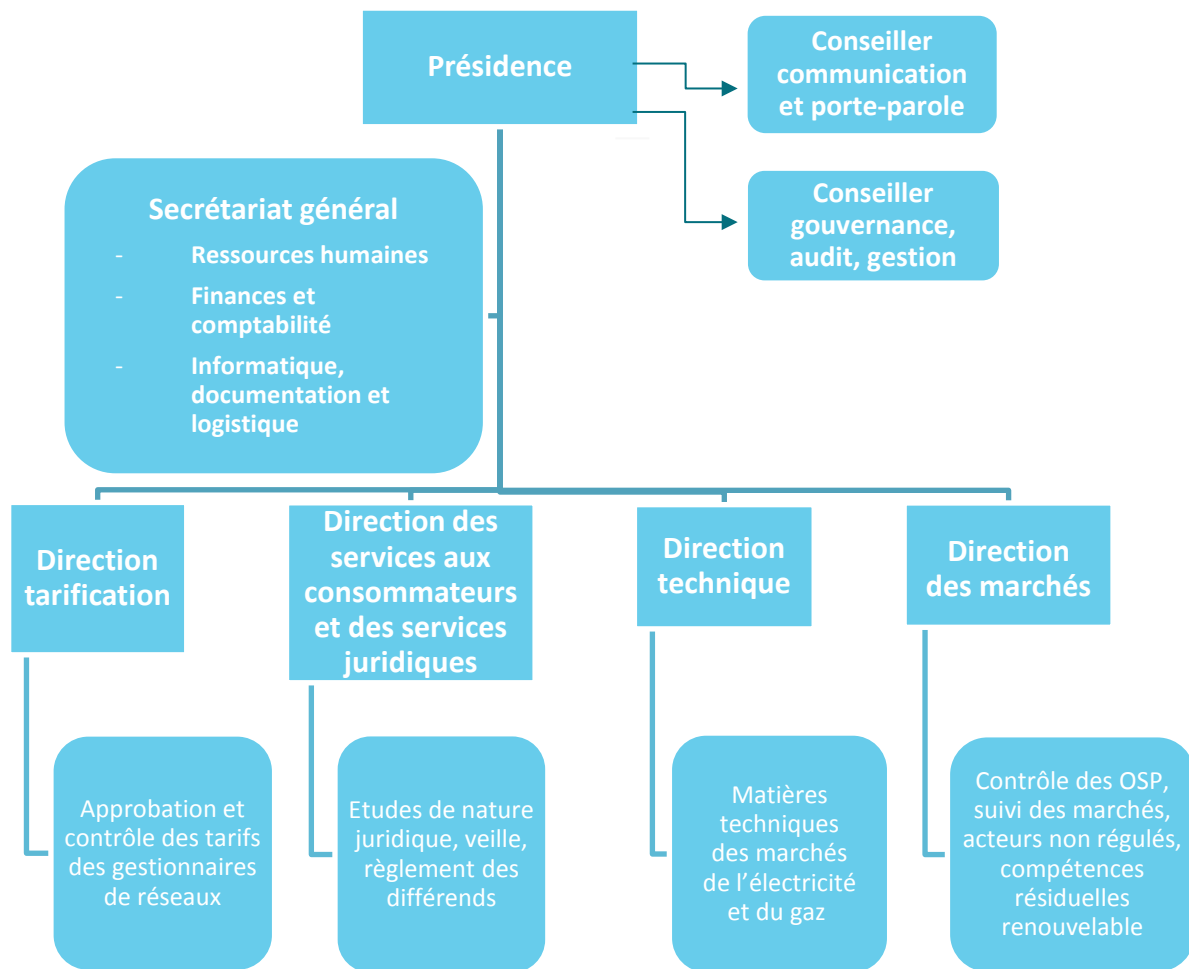 Présidence
Conseiller
communication
et porte-parole
Conseiller
gouvernance,
audit, gestion
Secrétariat général
- Ressources humaines
- Finances et
comptabilité
- Informatique,
documentation et
logistique
Direction
tarification
Direction des
services aux
consommateurs
et des services
juridiques
Direction
technique
Direction
des marchés
Approbation et
contrôle des tarifs
des gestionnaires
de réseaux
Etudes de nature
juridique, veille,
règlement des
différends
Matières
techniques
des marchés
de l’électricité
et du gaz
Contrôle des OSP,
suivi des marchés,
acteurs non régulés,
compétences
résiduelles
renouvelable